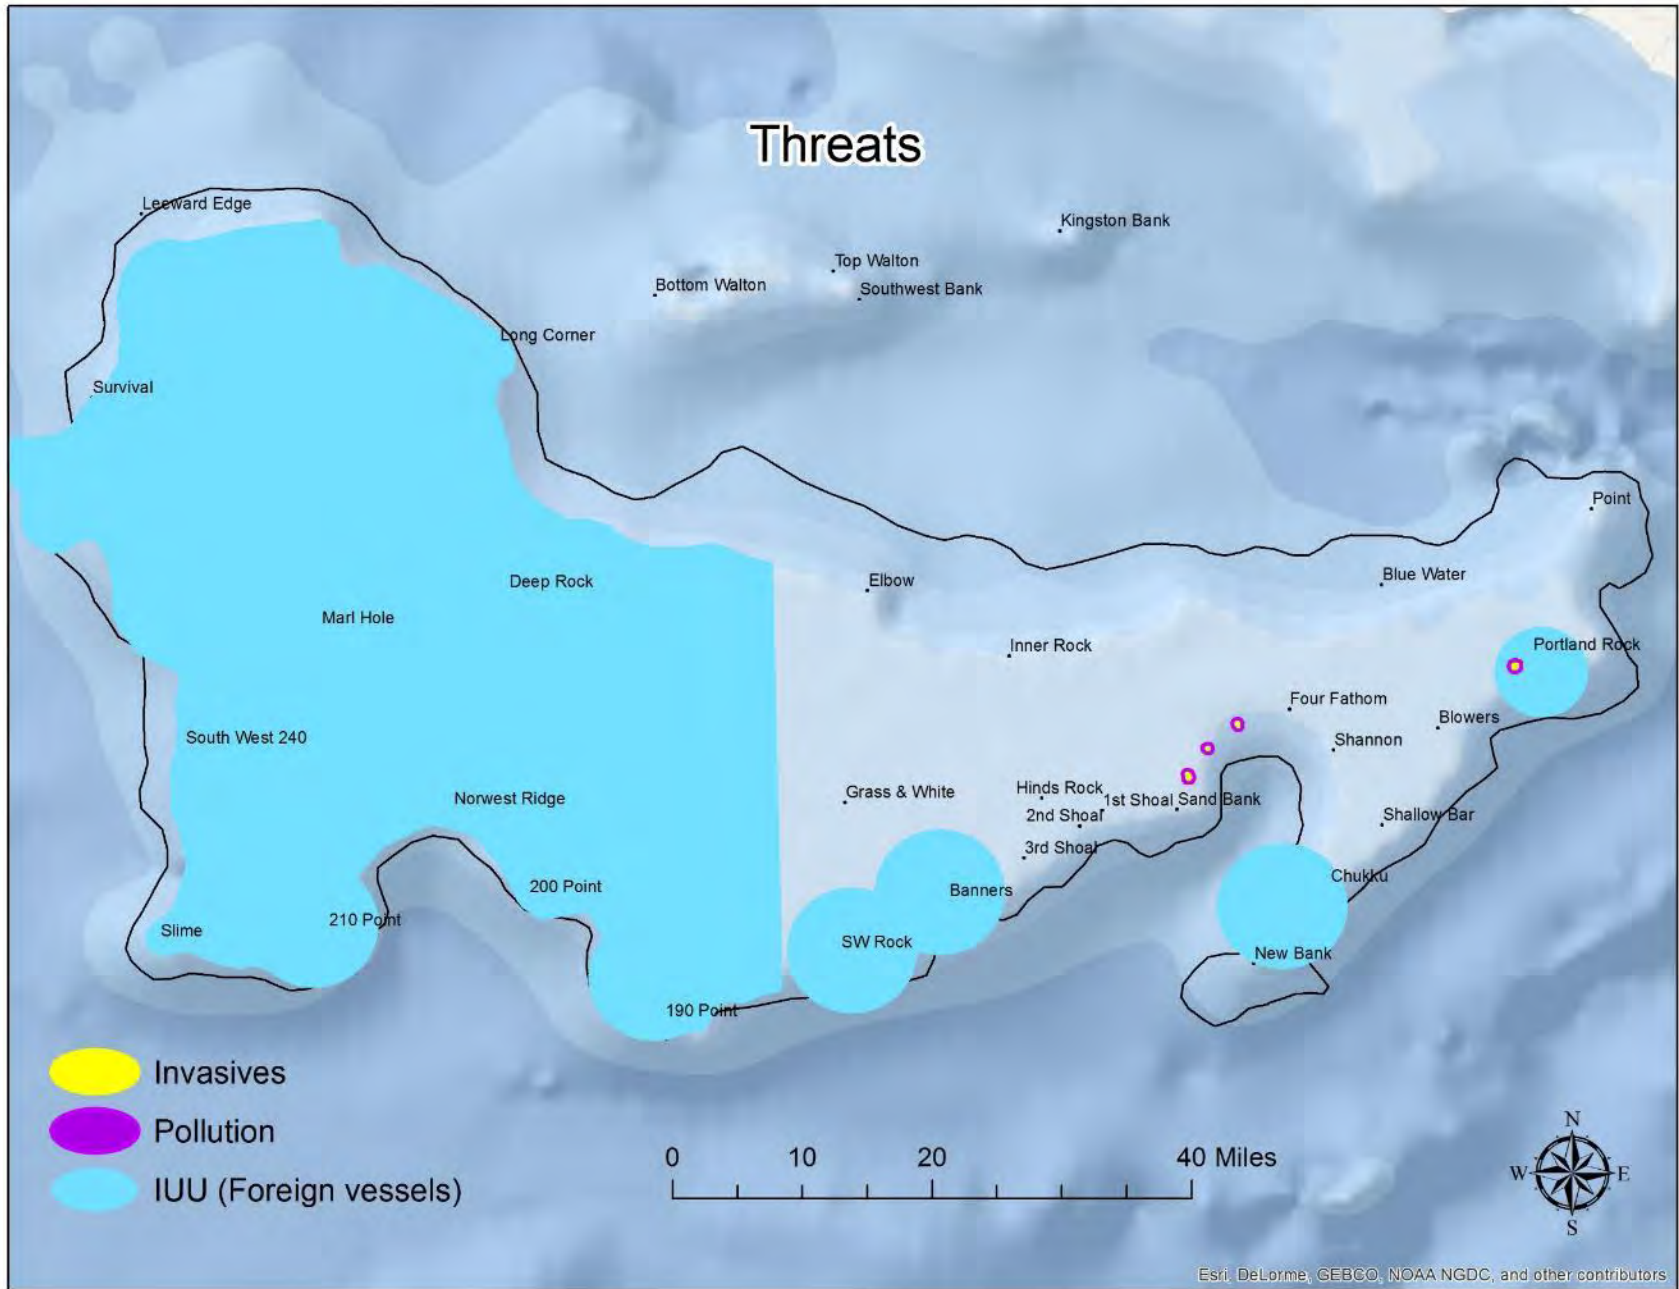 Threats
Leeward Edge
Kingston Bank
Top Walton
Bottom Walton
Southwest Bank
Long Corner
Survival
Point
Deep Rock
Elbow
Blue Water
Marl Hole
Inner Rock
Portland Rock
Four Fathom
Blowers
South West 240
Shannon
Norwest Ridge
Grass & White
Hinds Rock
1st Shoal
Sand Bank
2nd Shoal
Shallow Bar
3rd Shoal
Chukku
200 Point
Banners
210 Point
Slime
SW Rock
New Bank
190 Point
Invasives
Pollution
IUU (Foreign vessels)
0 10 20 40 Miles
N
W E
S
Esri, DeLorme, GEBCO, NOAA NGDC, and other contributors